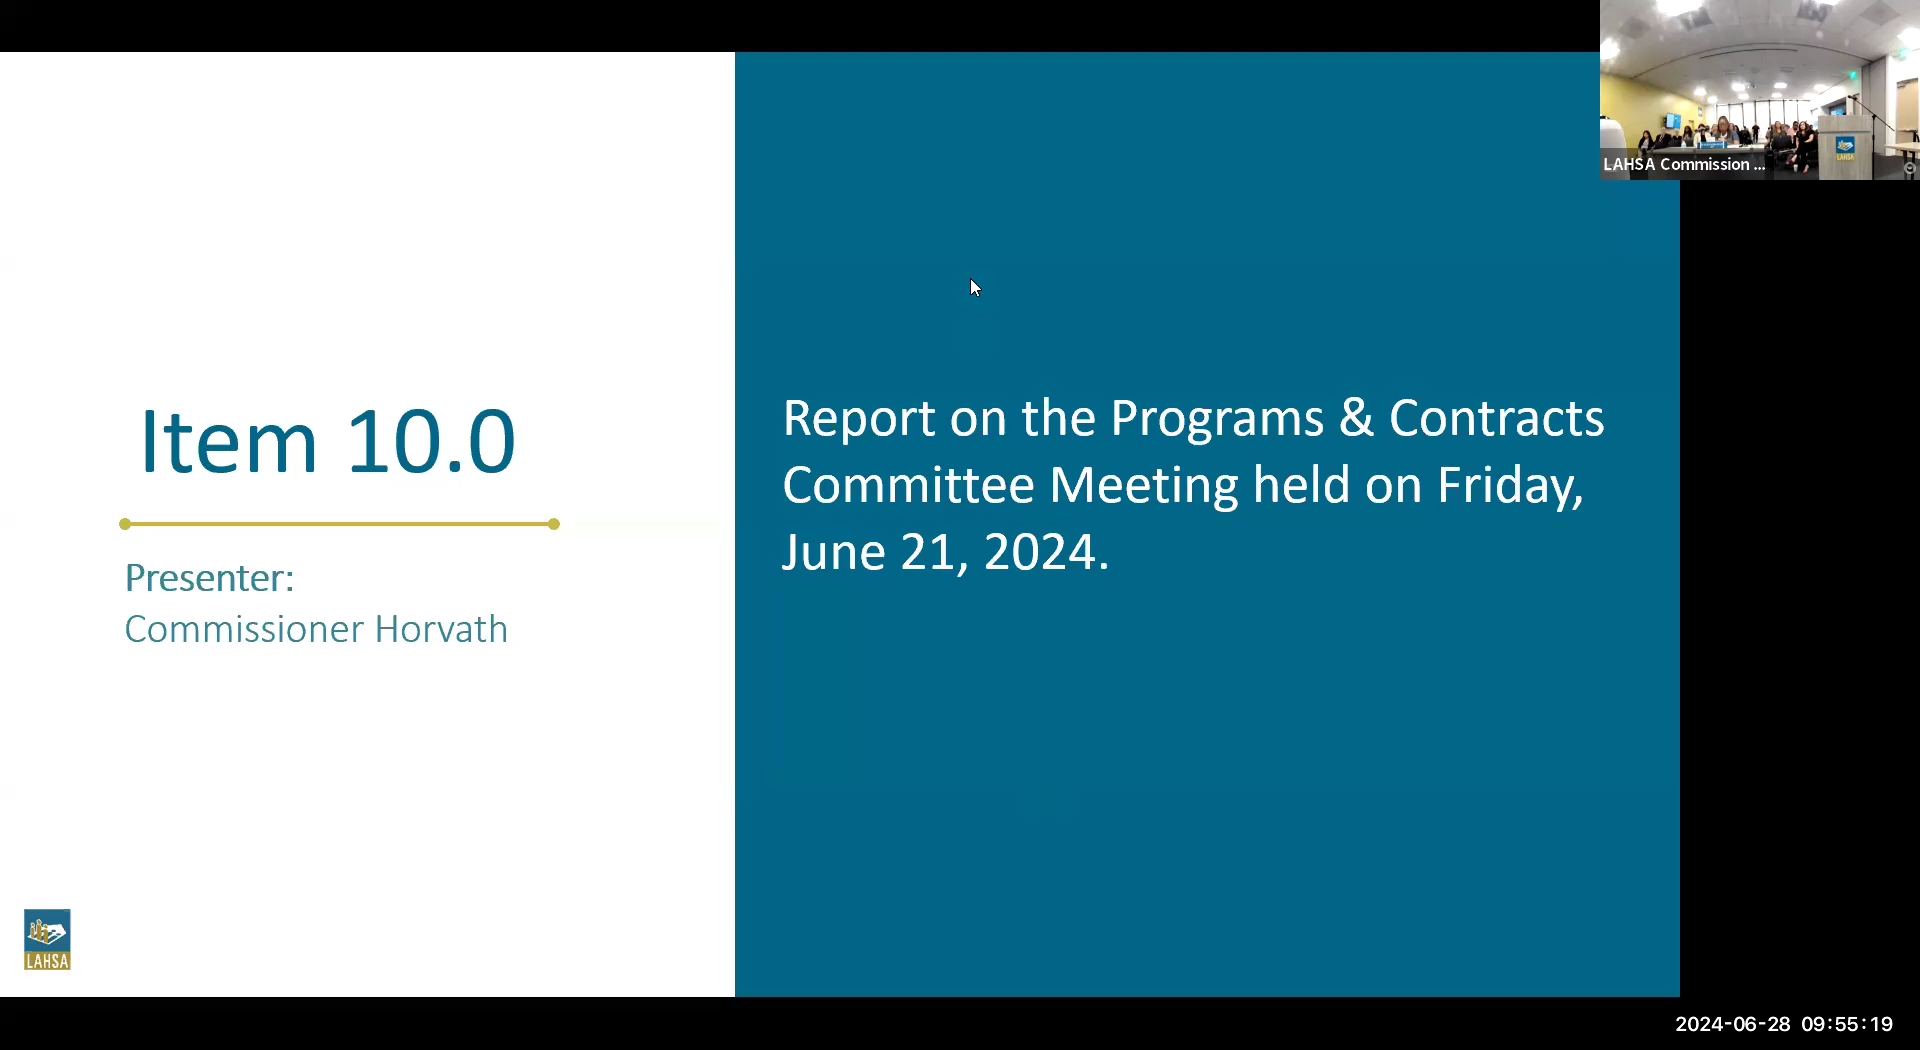 LAHSA Commission ...
LAHSA
Item 10.0
Presenter:
Commissioner Horvath
Report on the Programs & Contracts
Committee Meeting held on Friday,
June 21, 2024.
LAHSA
2024-06-28 09:55:19